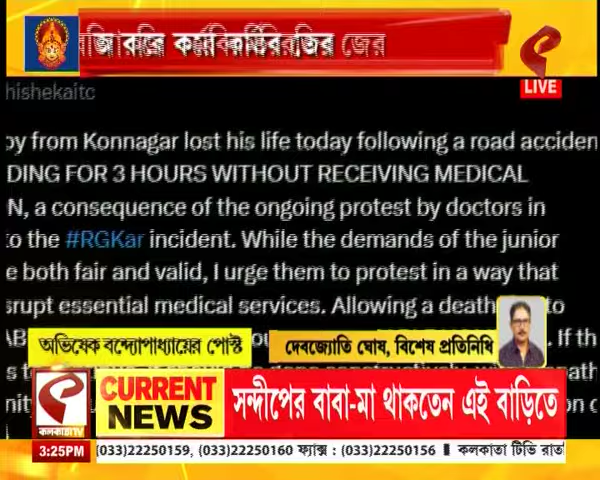 জের
LIVE
hishekaitc
oy from Konnagar lost his life today following a road acciden
DING FOR 3 HOURS WITHOUT RECEIVING MEDICAL
N, a consequence of the ongoing protest by doctors in
o the #RGKar incident. While the demands of the junior
e both fair and valid, I urge them to protest in a way that
srupt essential medical services. Allowing a death to
If th
অভিষেক বন্দ্যোপাধ্যায়ের পোস্ট
দেবজ্যোতি ঘোষ, বিশেষ প্রতিনিধি
কলকাতা TV
CURRENT NEWS
সন্দীপের বাবা-মা থাকতেন এই বাড়িতে
3:25PM
(033)22250159, (033)22250160 ফ্যাক্স : (033)22250156 ॥ কলকাতা টিভি রাত